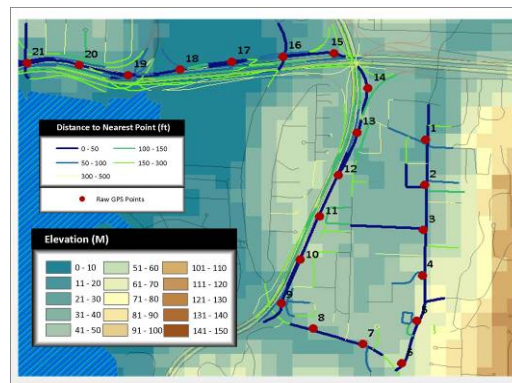 21
20
19
18
17
16
15
14
13
12
11
10
9
8
7
6
5
4
3
2
1
Distance to Nearest Point (ft)
0 - 50
100 - 150
50 - 100
150 - 300
300 - 500
Raw GPS Points
Elevation (M)
0 - 10
51 - 60
101 - 110
11 - 20
61 - 70
111 - 120
21 - 30
71 - 80
121 - 130
31 - 40
81 - 90
131 - 140
41 - 50
91 - 100
141 - 150